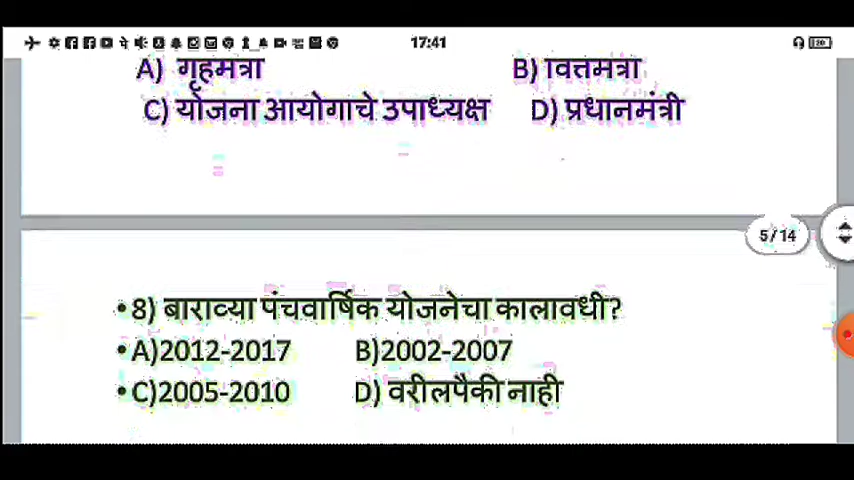 17:41
A) गृहमंत्री B) वित्तमंत्री
C) योजना आयोगाचे उपाध्यक्ष D) प्रधानमंत्री
5/14
•8) बाराव्या पंचवार्षिक योजनेचा कालावधी?
•A)2012-2017 B)2002-2007
•C)2005-2010 D) वरीलपैकी नाही